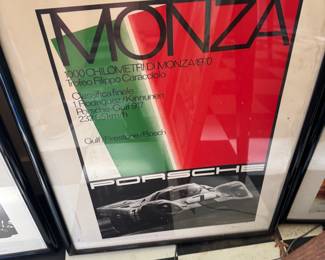 MONZA
1000 CHILOMETRI DI MONZA 1970
Trofeo Filippo Caracciolo
Classifica finale
1 Rodriguez/Kinnunen
Porsche-Gulf 917
Gulf/Firestone/Bosch
PORSCHE